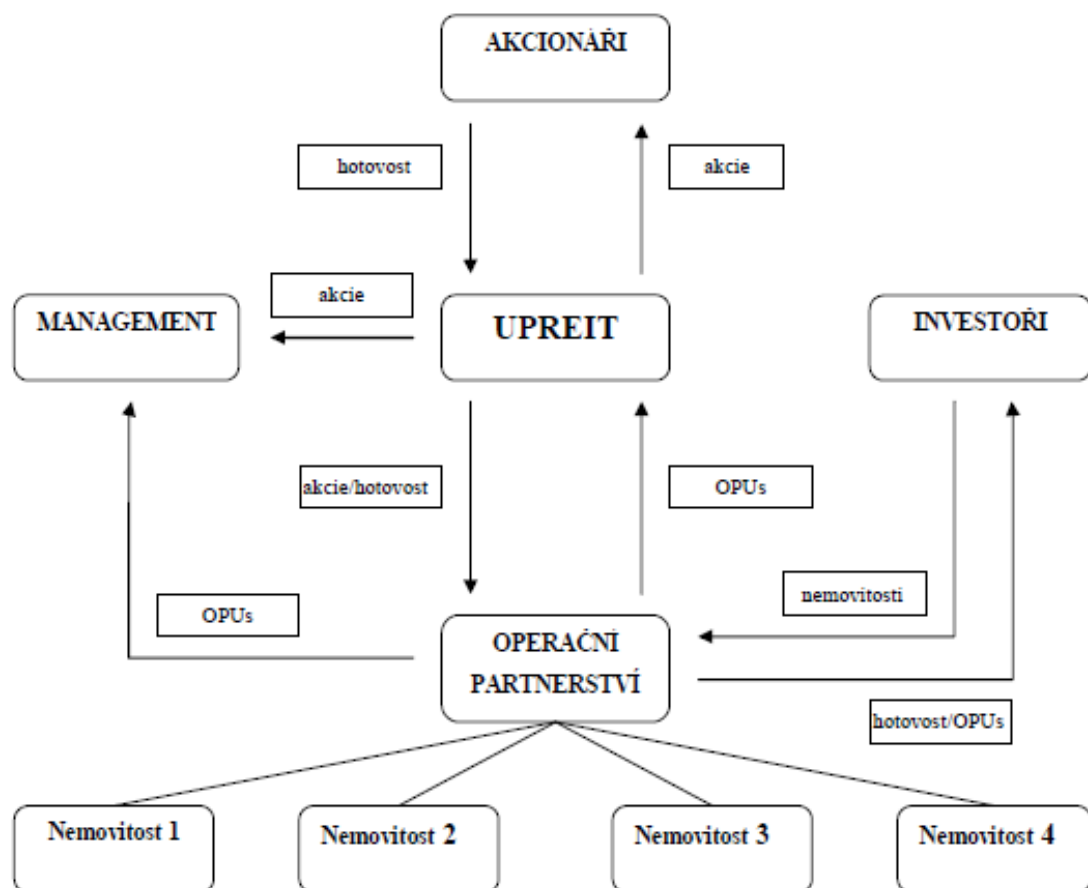 AKCIONÁŘI
hotovost
akcie
akcie
MANAGEMENT
UPREIT
INVESTOŘI
akcie/hotovost
OPUs
nemovitosti
OPUs
OPERAČNÍ
PARTNERSTVÍ
hotovost/OPUs
Nemovitost 1
Nemovitost 2
Nemovitost 3
Nemovitost 4